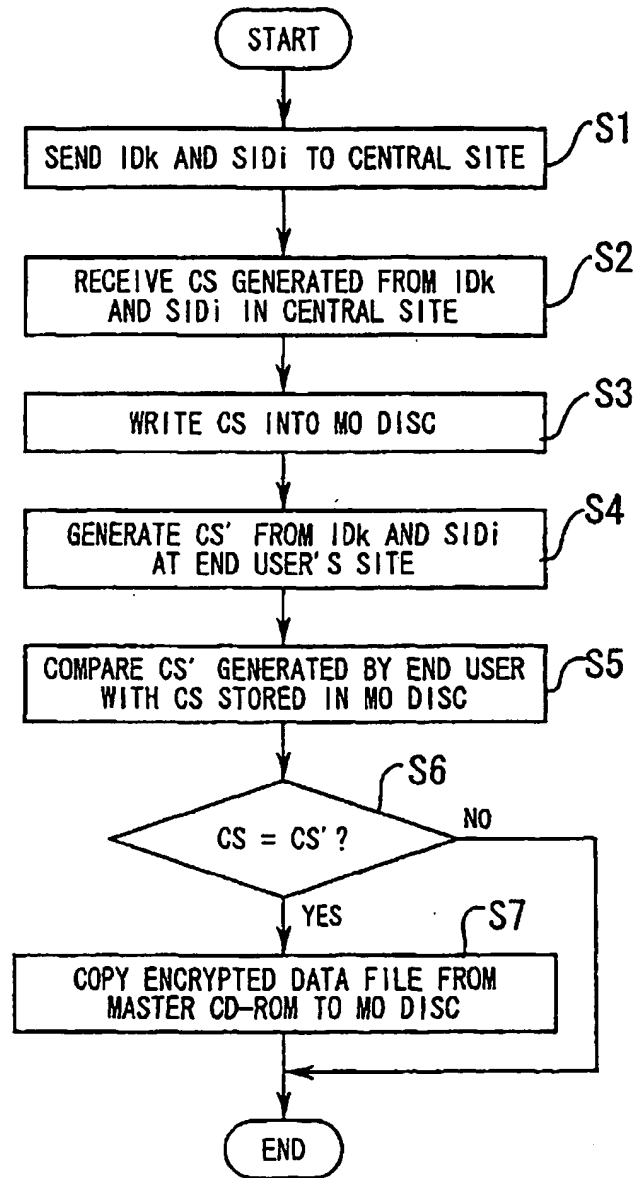 START
S1
SEND IDk AND SIDi TO CENTRAL SITE
S2
RECEIVE CS GENERATED FROM IDk
AND SIDi IN CENTRAL SITE
S3
WRITE CS INTO MO DISC
S4
GENERATE CS' FROM IDk AND SIDi
AT END USER'S SITE
S5
COMPARE CS' GENERATED BY END USER
WITH CS STORED IN MO DISC
S6
CS = CS'?
NO
YES
S7
COPY ENCRYPTED DATA FILE FROM
MASTER CD-ROM TO MO DISC
END